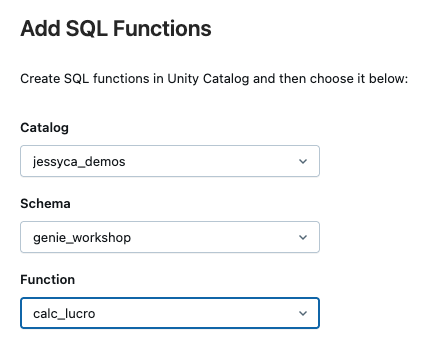 Add SQL Functions
Create SQL functions in Unity Catalog and then choose it below:
Catalog
jessyca_demos
Schema
genie_workshop
Function
calc_lucro